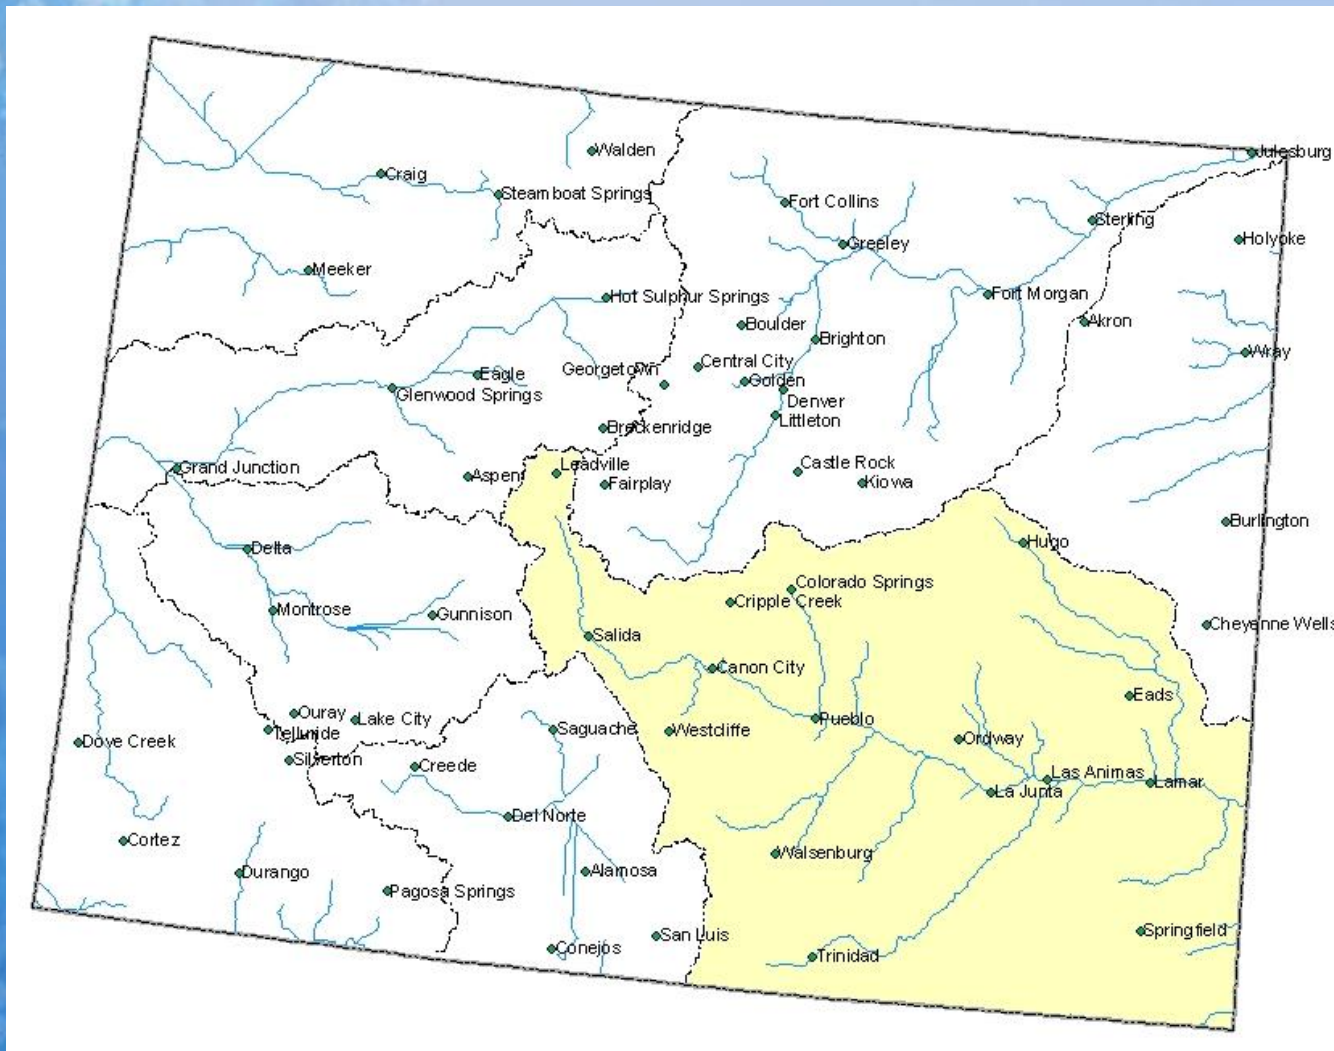 Julesburg
Walden
Craig
Steamboat Springs
Fort Collins
Sterling
Holyoke
Greeley
Meeker
Hot Sulphur Springs
Fort Morgan
Boulder
Akron
Brighton
Wray
Central City
Georgetown
Eagle
Golden
Glenwood Springs
Denver
Littleton
Breckenridge
Leadville
Castle Rock
Grand Junction
Aspen
Fairplay
Kiowa
Burlington
Hugo
Delta
Colorado Springs
Cripple Creek
Montrose
Gunnison
Cheyenne Wells
Salida
Canon City
Eads
Ouray
Lake City
Pueblo
Telluride
Saguache
Westcliffe
Ordway
Dove Creek
Silverton
Creede
Las Animas
Lamar
La Junta
Del Norte
Cortez
Walsenburg
Durango
Alamosa
Pagosa Springs
San Luis
Springfield
Conejos
Trinidad